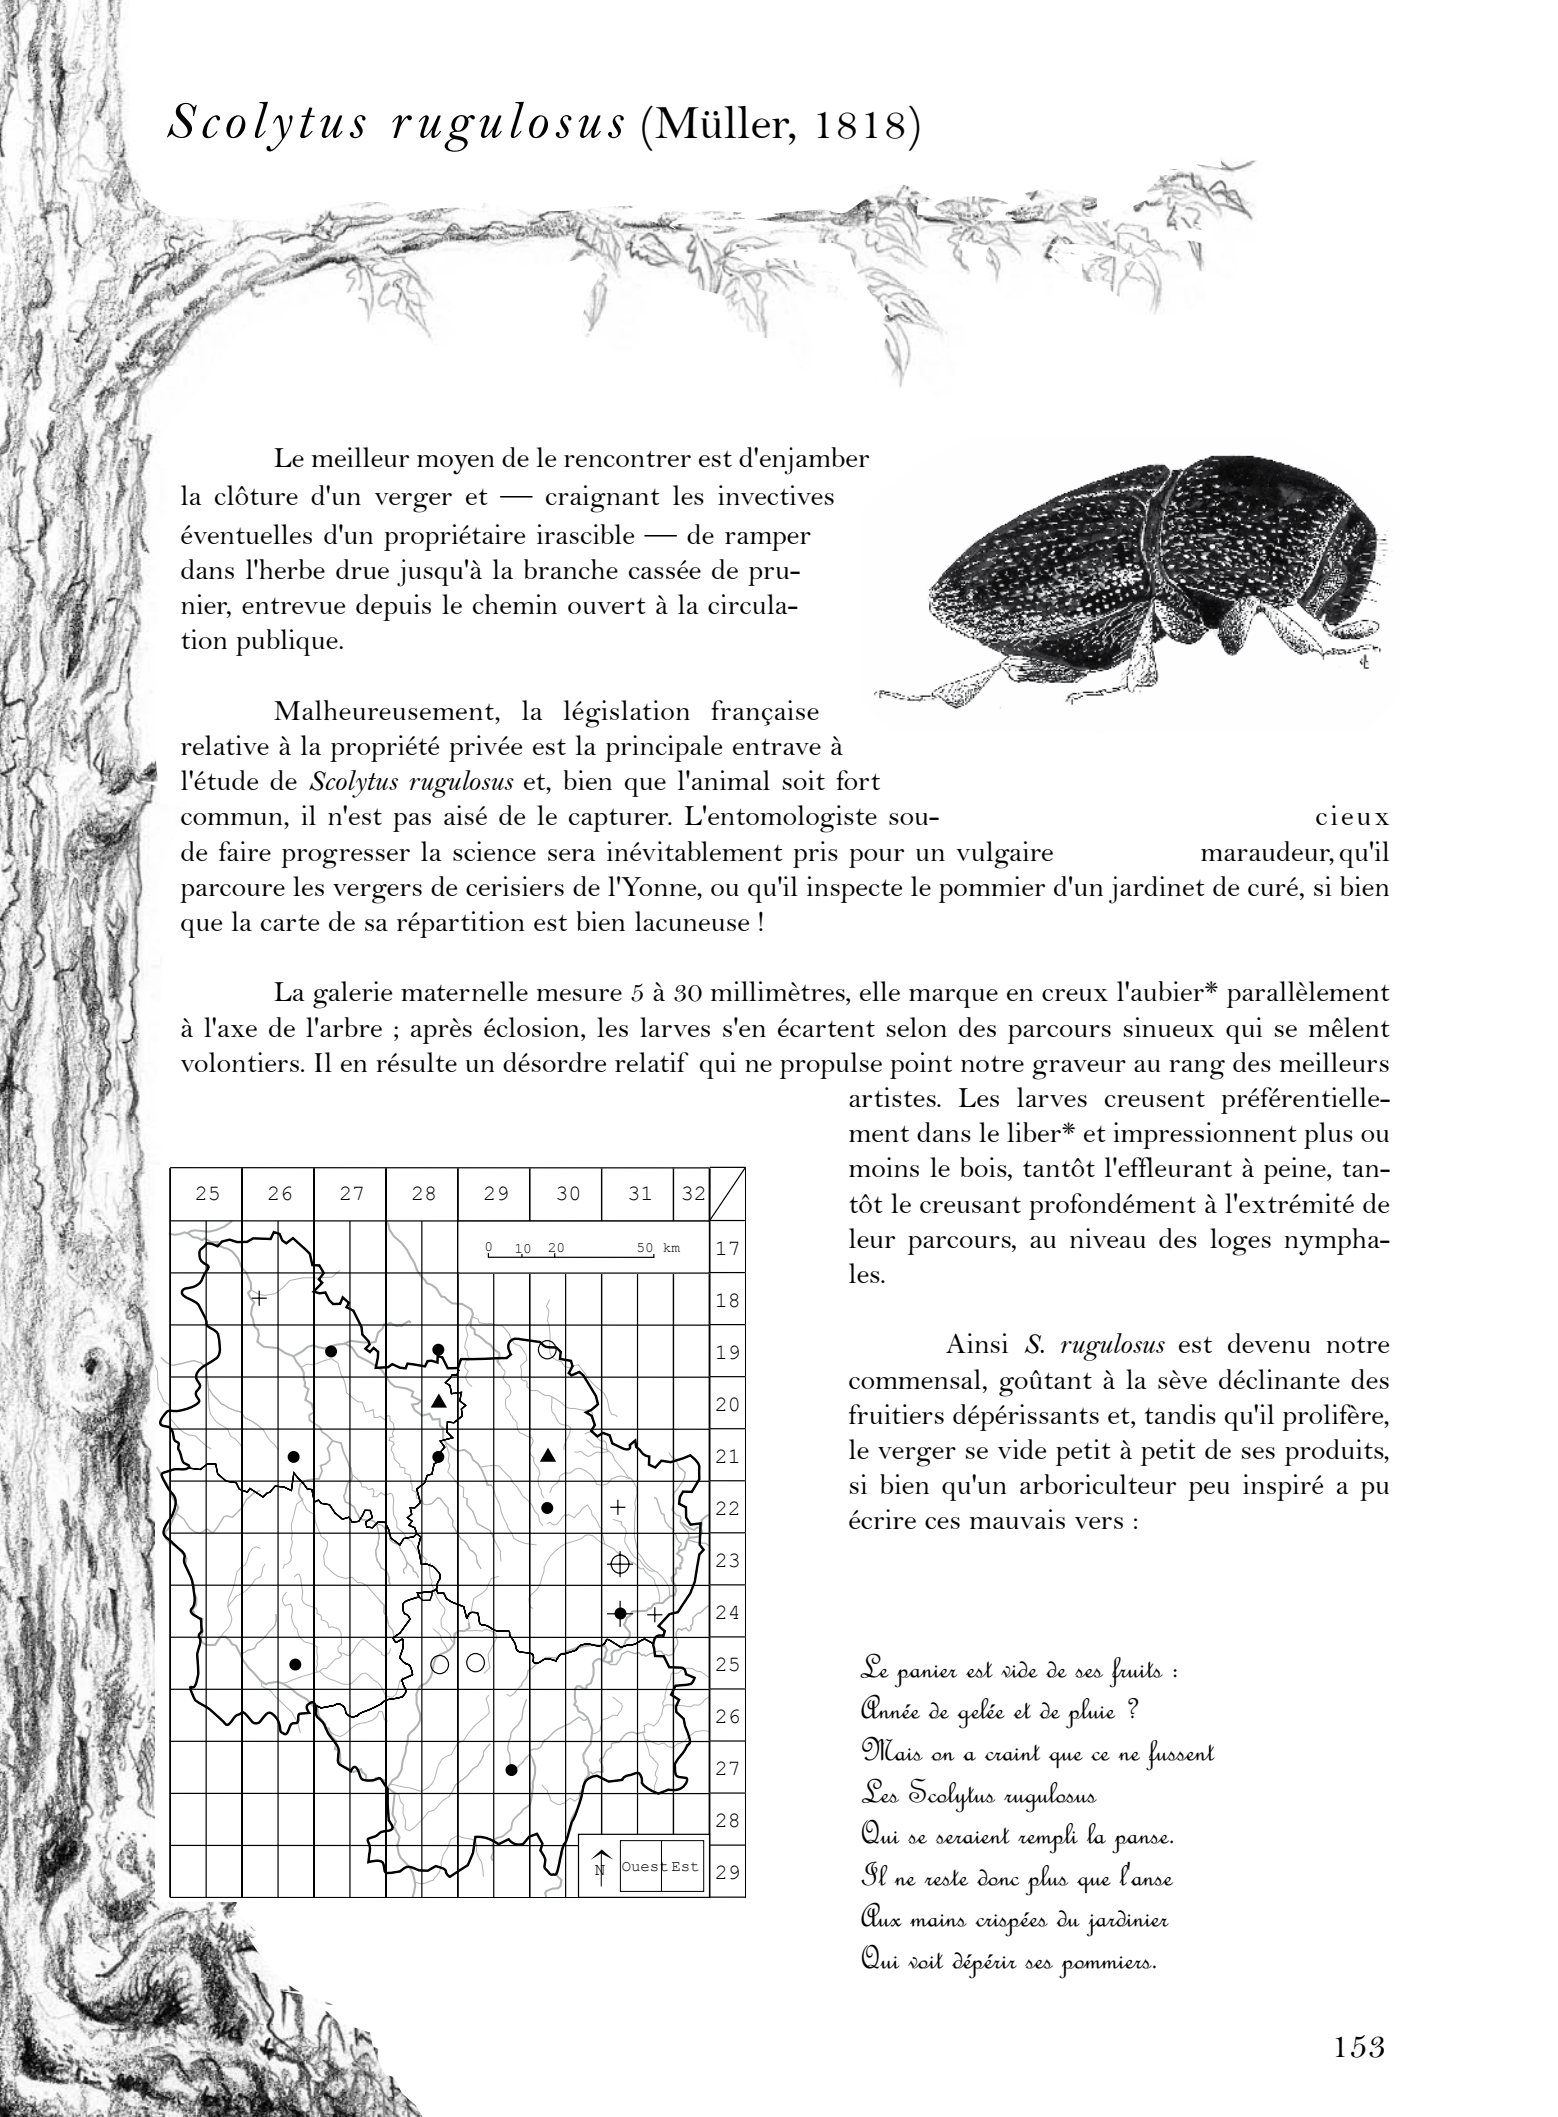 Scolytus rugulosus (Müller, 1818)
Le meilleur moyen de le rencontrer est d'enjamber
la clôture d'un verger et — craignant les invectives
éventuelles d'un propriétaire irascible — de ramper
dans l'herbe drue jusqu'à la branche cassée de pru-
nier, entrevue depuis le chemin ouvert à la circula-
tion publique.
Malheureusement, la législation française
relative à la propriété privée est la principale entrave à
l'étude de Scolytus rugulosus et, bien que l'animal soit fort
commun, il n'est pas aisé de le capturer. L'entomologiste sou- cieux
de faire progresser la science sera inévitablement pris pour un vulgaire maraudeur, qu'il
parcoure les vergers de cerisiers de l'Yonne, ou qu'il inspecte le pommier d'un jardinet de curé, si bien
que la carte de sa répartition est bien lacuneuse !
La galerie maternelle mesure 5 à 30 millimètres, elle marque en creux l'aubier* parallèlement
à l'axe de l'arbre ; après éclosion, les larves s'en écartent selon des parcours sinueux qui se mêlent
volontiers. Il en résulte un désordre relatif qui ne propulse point notre graveur au rang des meilleurs
artistes. Les larves creusent préférentielle-
ment dans le liber* et impressionnent plus ou
moins le bois, tantôt l'effleurant à peine, tan-
tôt le creusant profondément à l'extrémité de
leur parcours, au niveau des loges nympha-
les.
Ainsi S. rugulosus est devenu notre
commensal, goûtant à la sève déclinante des
fruitiers dépérissants et, tandis qu'il prolifère,
le verger se vide petit à petit de ses produits,
si bien qu'un arboriculteur peu inspiré a pu
écrire ces mauvais vers :
Le panier est vide de ses fruits :
Année de gelée et de pluie ?
Mais on a craint que ce ne fussent
Les Scolytus rugulosus
Qui se seraient rempli la panse.
Il ne reste donc plus que l'anse
Aux mains crispées du jardinier
Qui voit dépérir ses pommiers.
25 26 27 28 29 30 31 32
0 10 20 50 km
17
18
19
20
21
22
23
24
25
26
27
28
29
N Ouest Est
153